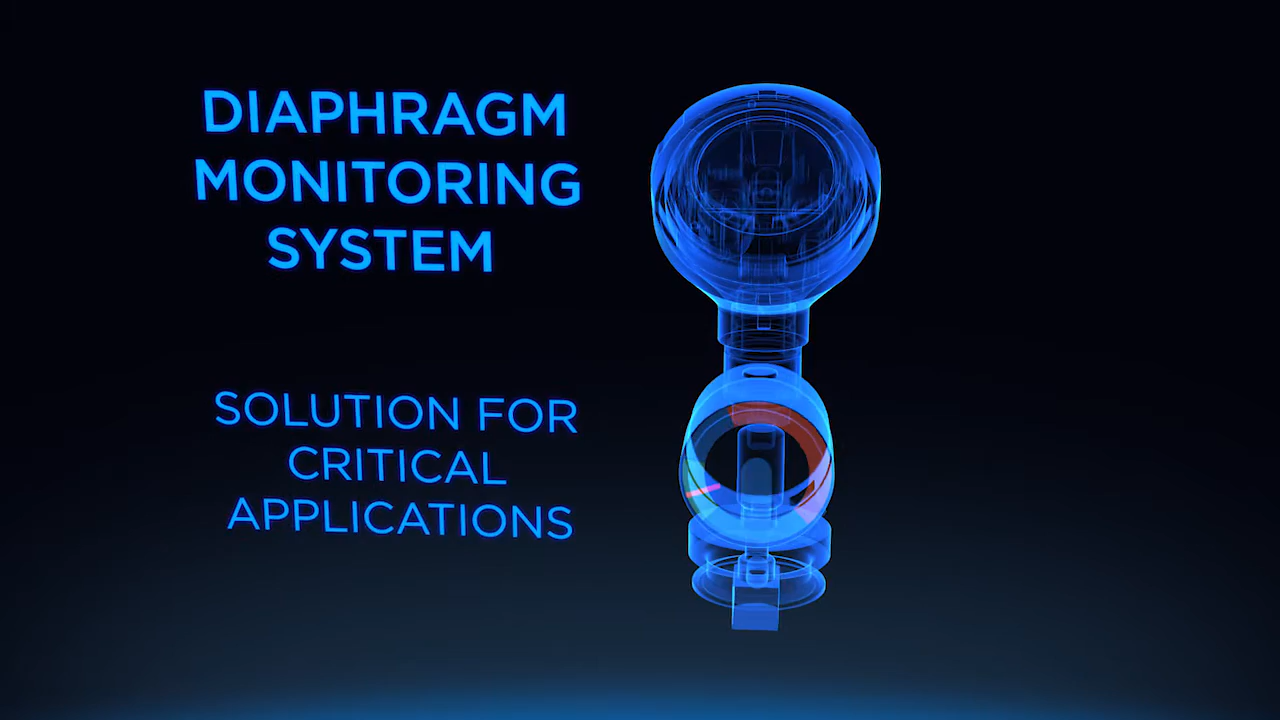 DIAPHRAGM
MONITORING
SYSTEM
SOLUTION FOR
CRITICAL
APPLICATIONS